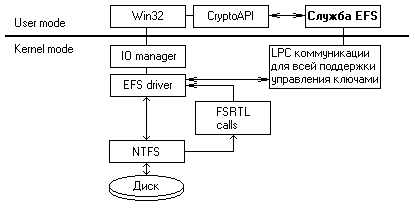 User mode
Win32
CryptoAPI
Служба EFS
Kernel mode
IO manager
EFS driver
LPC коммуникации
для всей поддержки
управления ключами
FSRTL
calls
NTFS
Диск